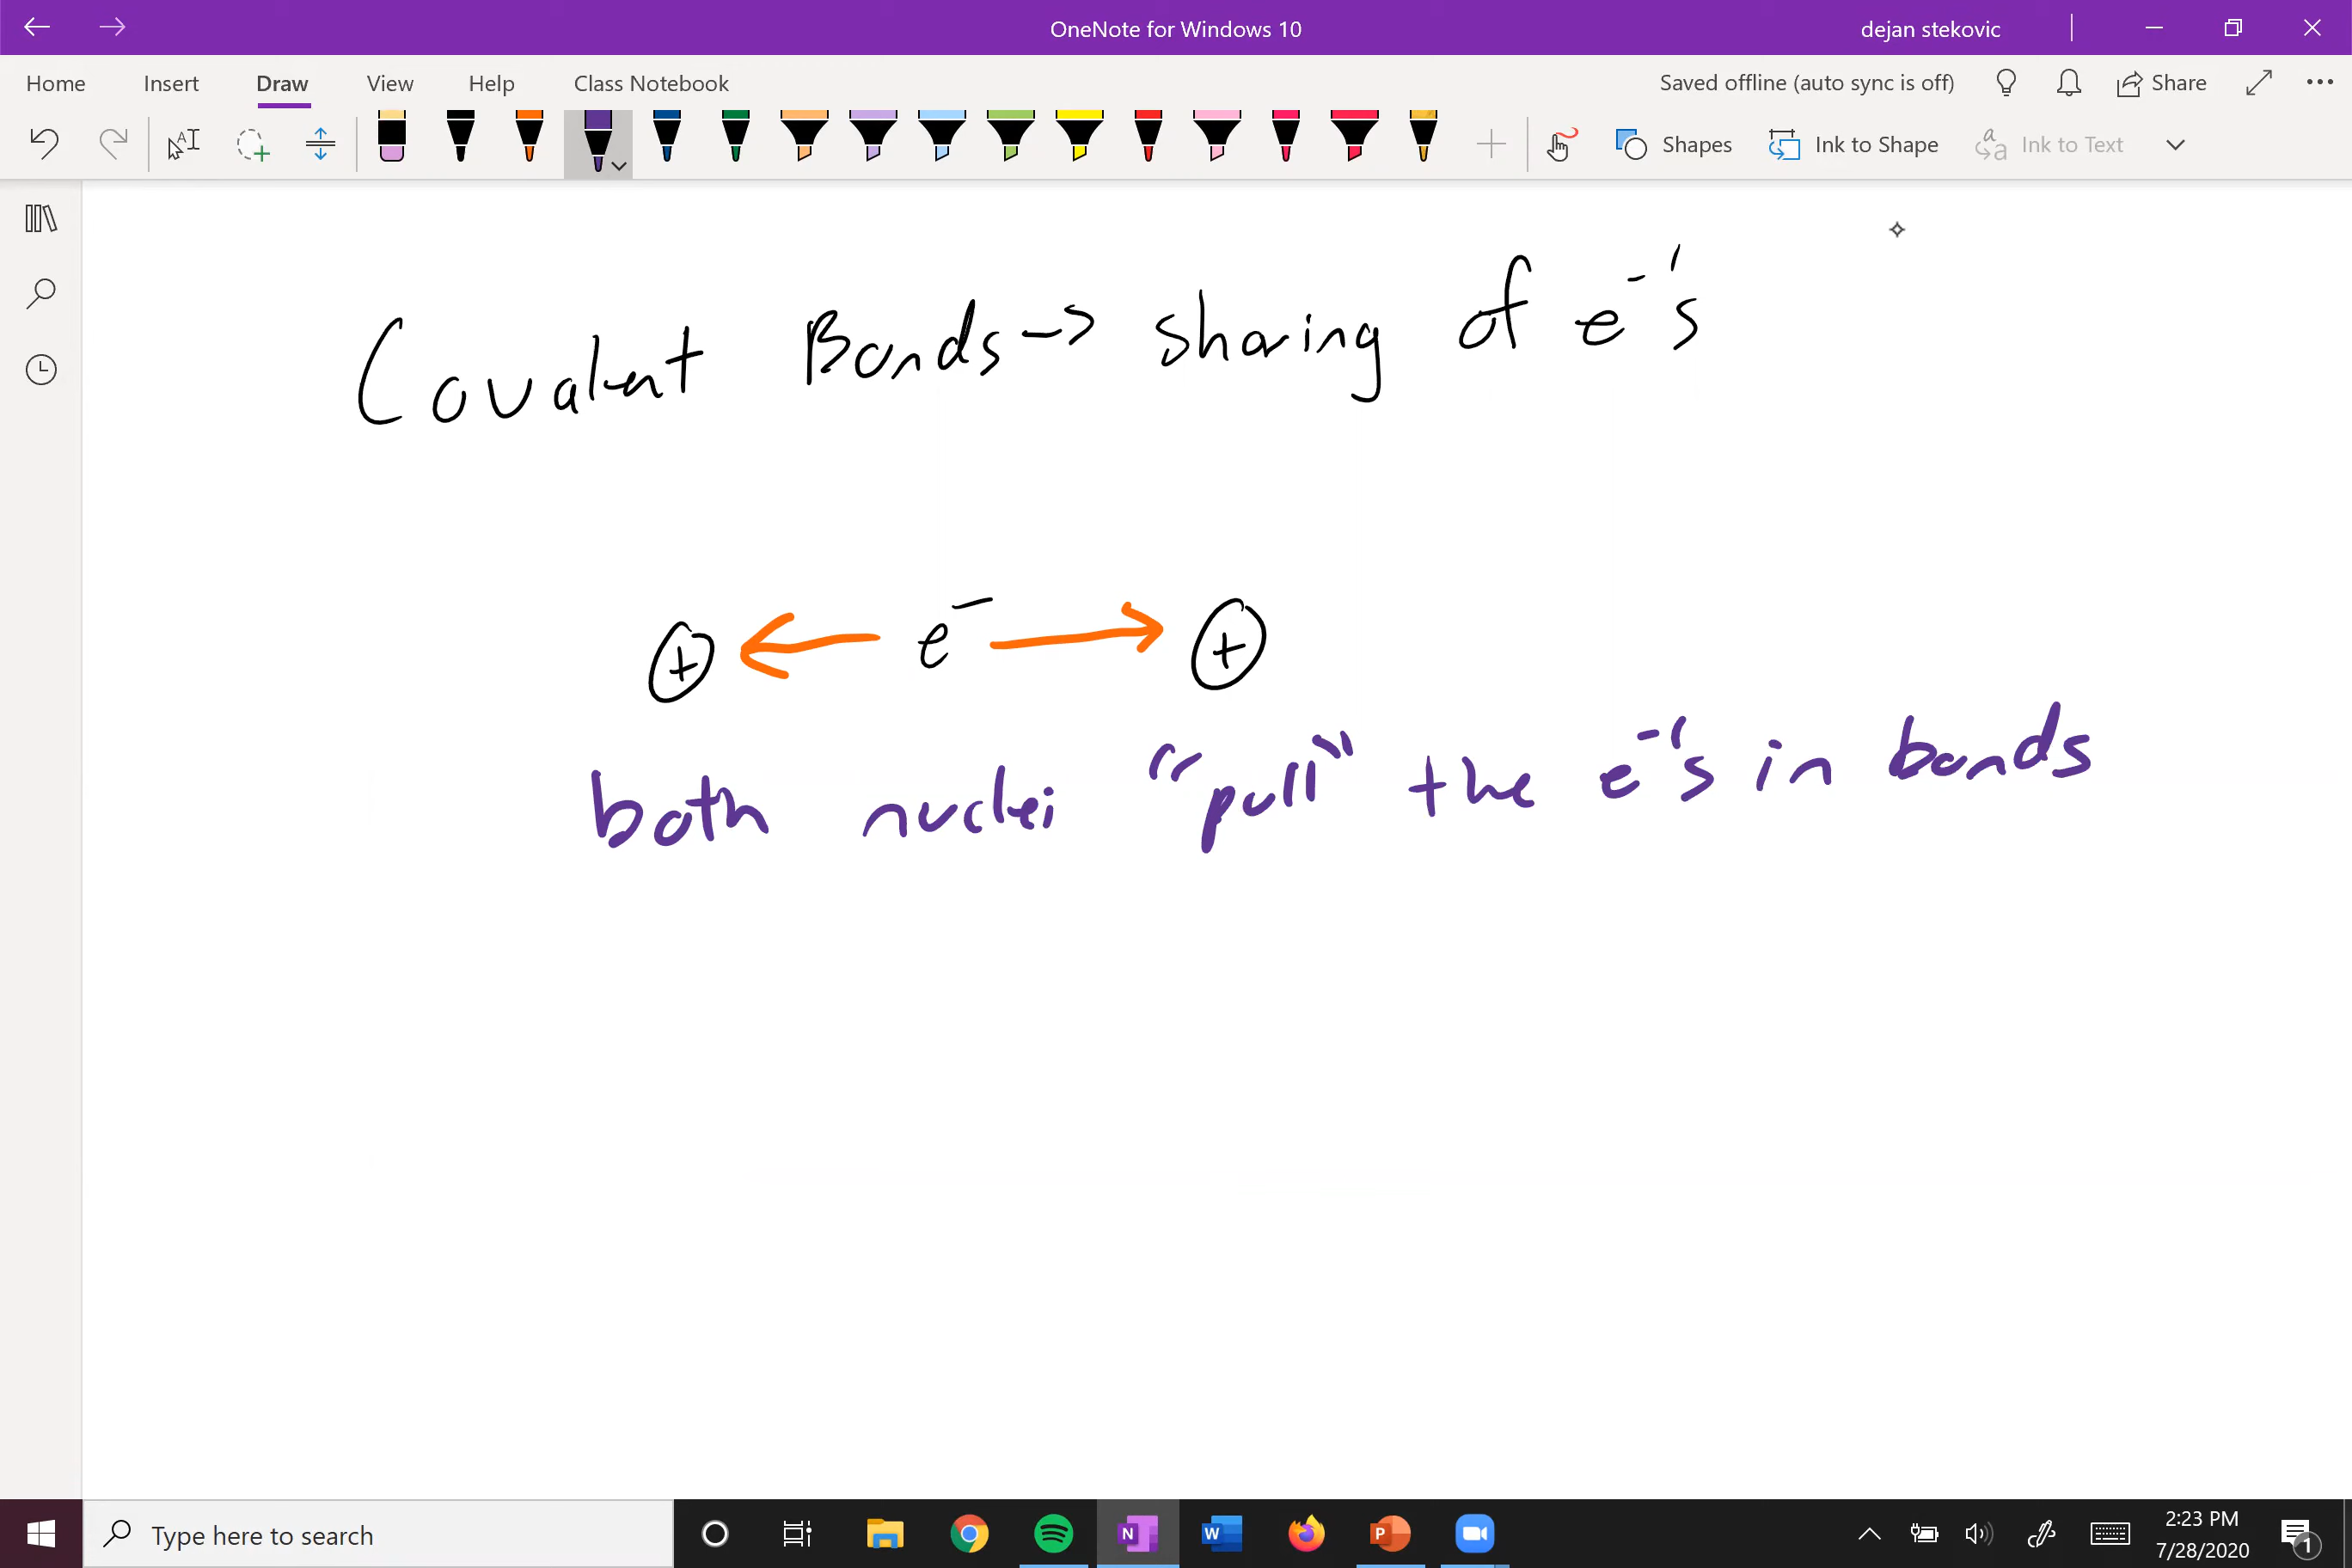 OneNote for Windows 10
dejan stekovic
Home Insert Draw View Help Class Notebook
Saved offline (auto sync is off) Share
Shapes Ink to Shape Ink to Text
Covalent Bonds -> sharing of e⁻'s
+ ← e⁻ → +
both nuclei "pull" the e⁻'s in bonds
Type here to search
2:23 PM
7/28/2020
1